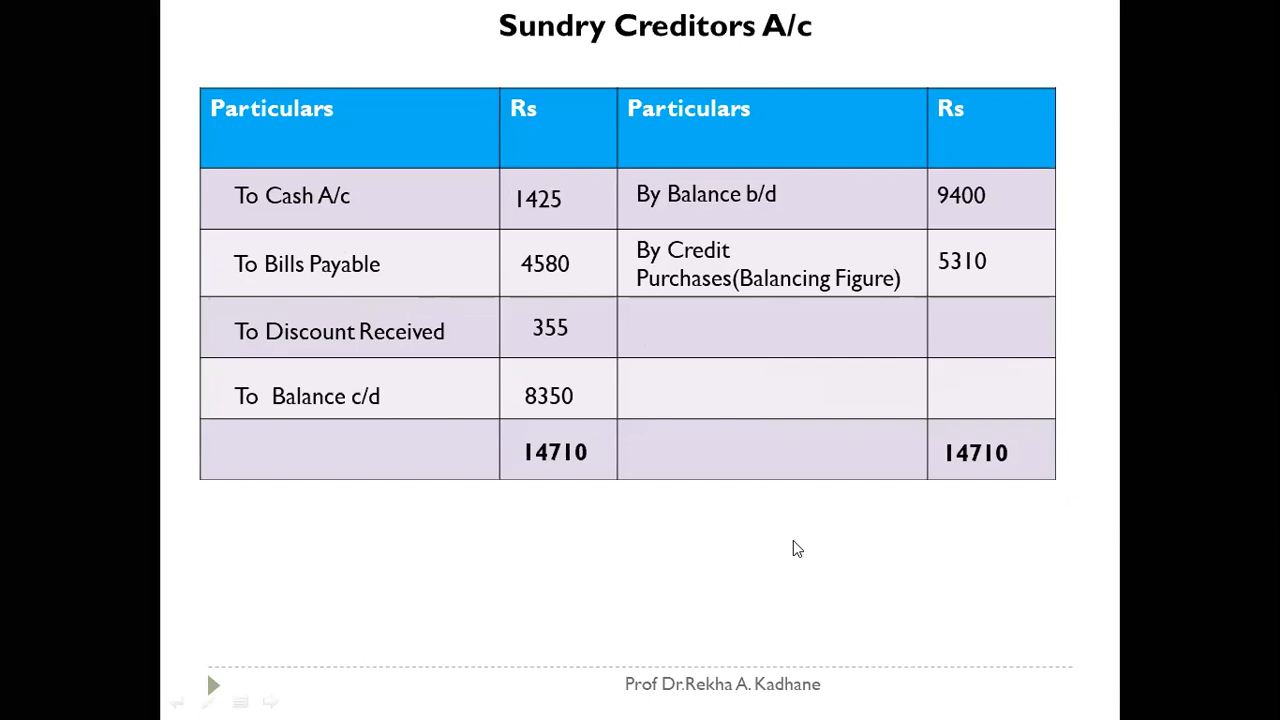 Sundry Creditors A/c
Particulars Rs Particulars Rs
To Cash A/c 1425 By Balance b/d 9400
To Bills Payable 4580 By Credit
Purchases(Balancing Figure) 5310
To Discount Received 355
To Balance c/d 8350
14710 14710
Prof Dr.Rekha A. Kadhane